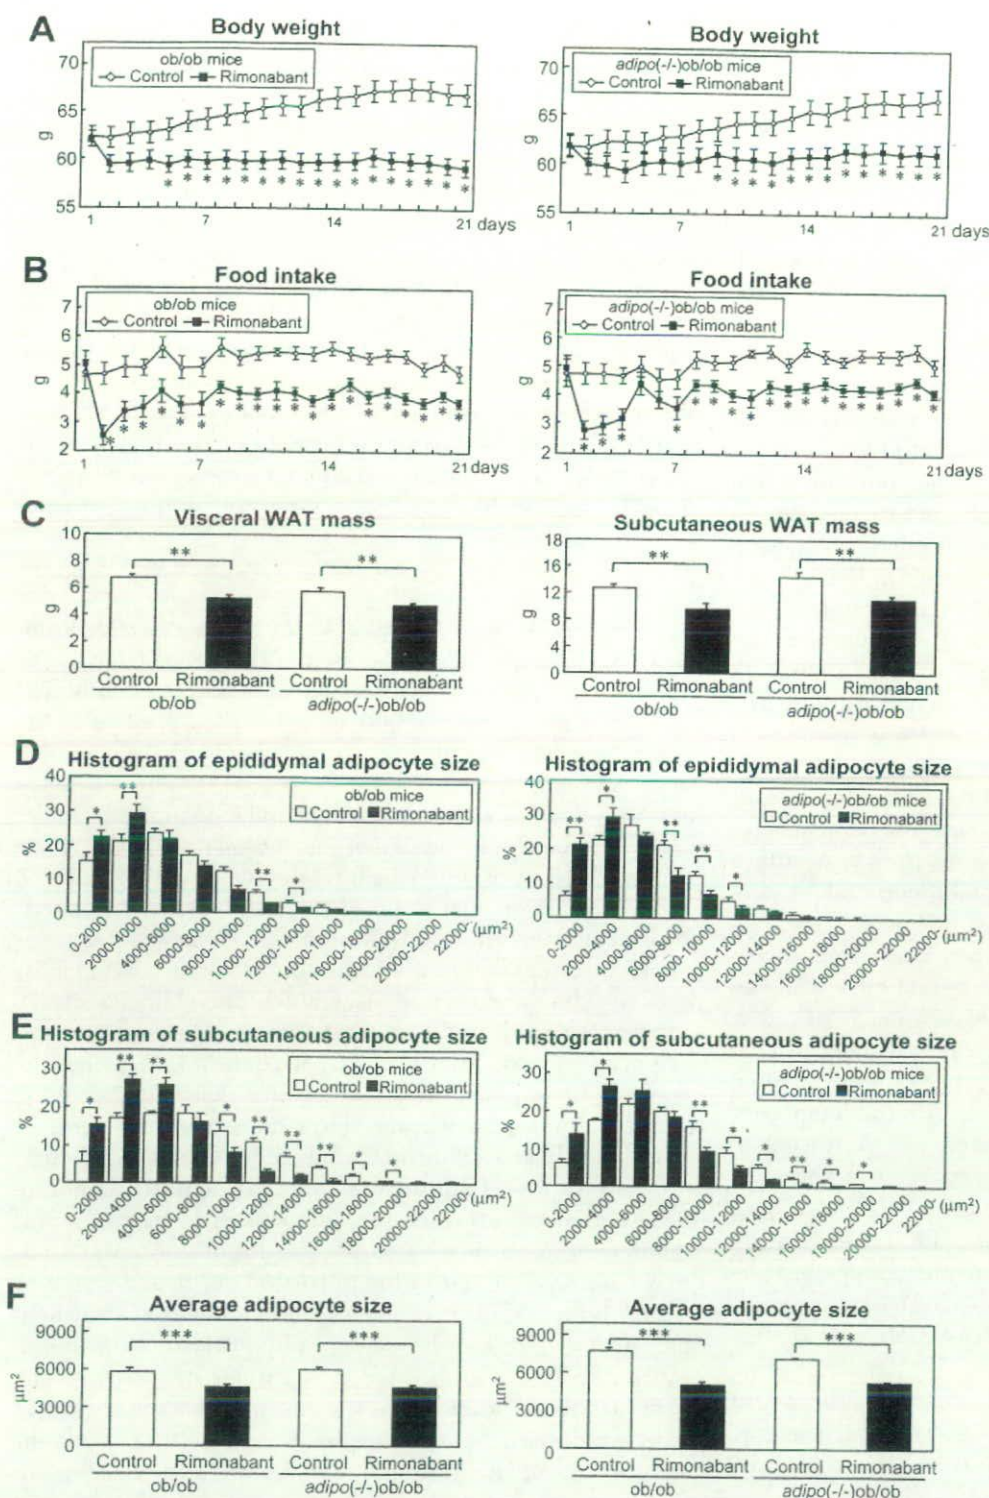 A
Body weight
Body weight
70
65
60
55
g
ob/ob mice
Control Rimonabant
1 7 14 21 days
70
65
60
55
g
adipo(-/-)ob/ob mice
Control Rimonabant
1 7 14 21 days
* * * * * * * * * * * * * * * * *
* * * * * * * * * * * * *
B
Food intake
Food intake
7
6
5
4
3
2
g
ob/ob mice
Control Rimonabant
1 7 14 21 days
7
6
5
4
3
2
g
adipo(-/-)ob/ob mice
Control Rimonabant
1 7 14 21 days
C
Visceral WAT mass
10
8
6
4
2
0
g
** **
Control Rimonabant Control Rimonabant
ob/ob adipo(-/-)ob/ob
Subcutaneous WAT mass
18
16
12
8
4
0
g
** **
Control Rimonabant Control Rimonabant
ob/ob adipo(-/-)ob/ob
D
Histogram of epididymal adipocyte size
40
30
20
10
0
%
ob/ob mice
Control Rimonabant
* ** ** *
0-2000
2000-4000
4000-6000
6000-8000
8000-10000
10000-12000
12000-14000
14000-16000
16000-18000
18000-20000
20000-22000
22000- (μm²)
Histogram of epididymal adipocyte size
40
30
20
10
0
%
adipo(-/-)ob/ob mice
Control Rimonabant
** * ** ** *
0-2000
2000-4000
4000-6000
6000-8000
8000-10000
10000-12000
12000-14000
14000-16000
16000-18000
18000-20000
20000-22000
22000- (μm²)
E
Histogram of subcutaneous adipocyte size
30
20
10
0
%
ob/ob mice
Control Rimonabant
* ** ** * ** ** ** * *
0-2000
2000-4000
4000-6000
6000-8000
8000-10000
10000-12000
12000-14000
14000-16000
16000-18000
18000-20000
20000-22000
22000- (μm²)
Histogram of subcutaneous adipocyte size
30
20
10
0
%
adipo(-/-)ob/ob mice
Control Rimonabant
* * ** * * ** * *
0-2000
2000-4000
4000-6000
6000-8000
8000-10000
10000-12000
12000-14000
14000-16000
16000-18000
18000-20000
20000-22000
22000- (μm²)
F
Average adipocyte size
9000
6000
3000
0
μm²
*** ***
Control Rimonabant Control Rimonabant
ob/ob adipo(-/-)ob/ob
Average adipocyte size
9000
6000
3000
0
μm²
*** ***
Control Rimonabant Control Rimonabant
ob/ob adipo(-/-)ob/ob